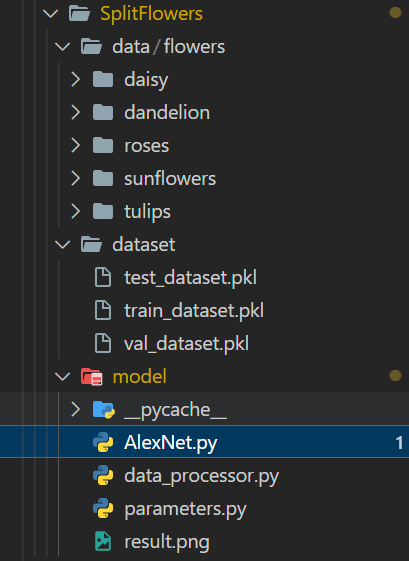 SplitFlowers
data/flowers
daisy
dandelion
roses
sunflowers
tulips
dataset
test_dataset.pkl
train_dataset.pkl
val_dataset.pkl
model
__pycache__
AlexNet.py 1
data_processor.py
parameters.py
result.png